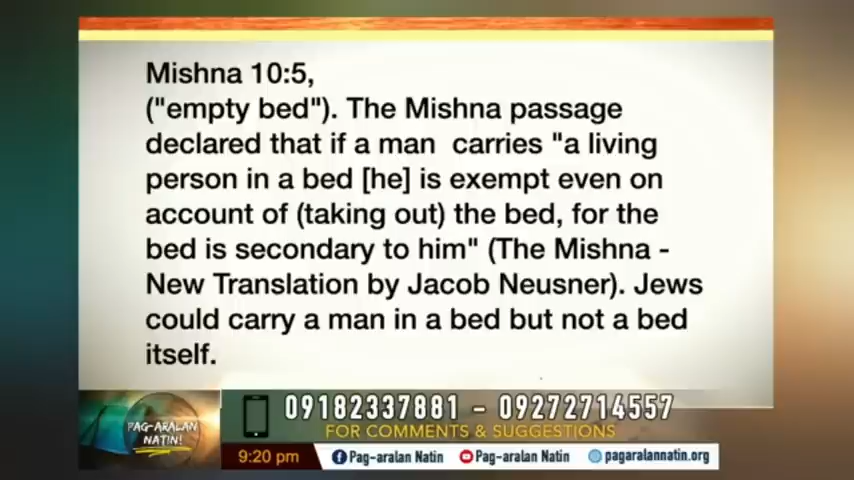 Mishna 10:5,
("empty bed"). The Mishna passage
declared that if a man carries "a living
person in a bed [he] is exempt even on
account of (taking out) the bed, for the
bed is secondary to him" (The Mishna -
New Translation by Jacob Neusner). Jews
could carry a man in a bed but not a bed
itself.
PAG-ARALAN
NATIN!
09182337881 - 09272714557
FOR COMMENTS & SUGGESTIONS
9:20 pm
Pag-aralan Natin
Pag-aralan Natin
pagaralannatin.org